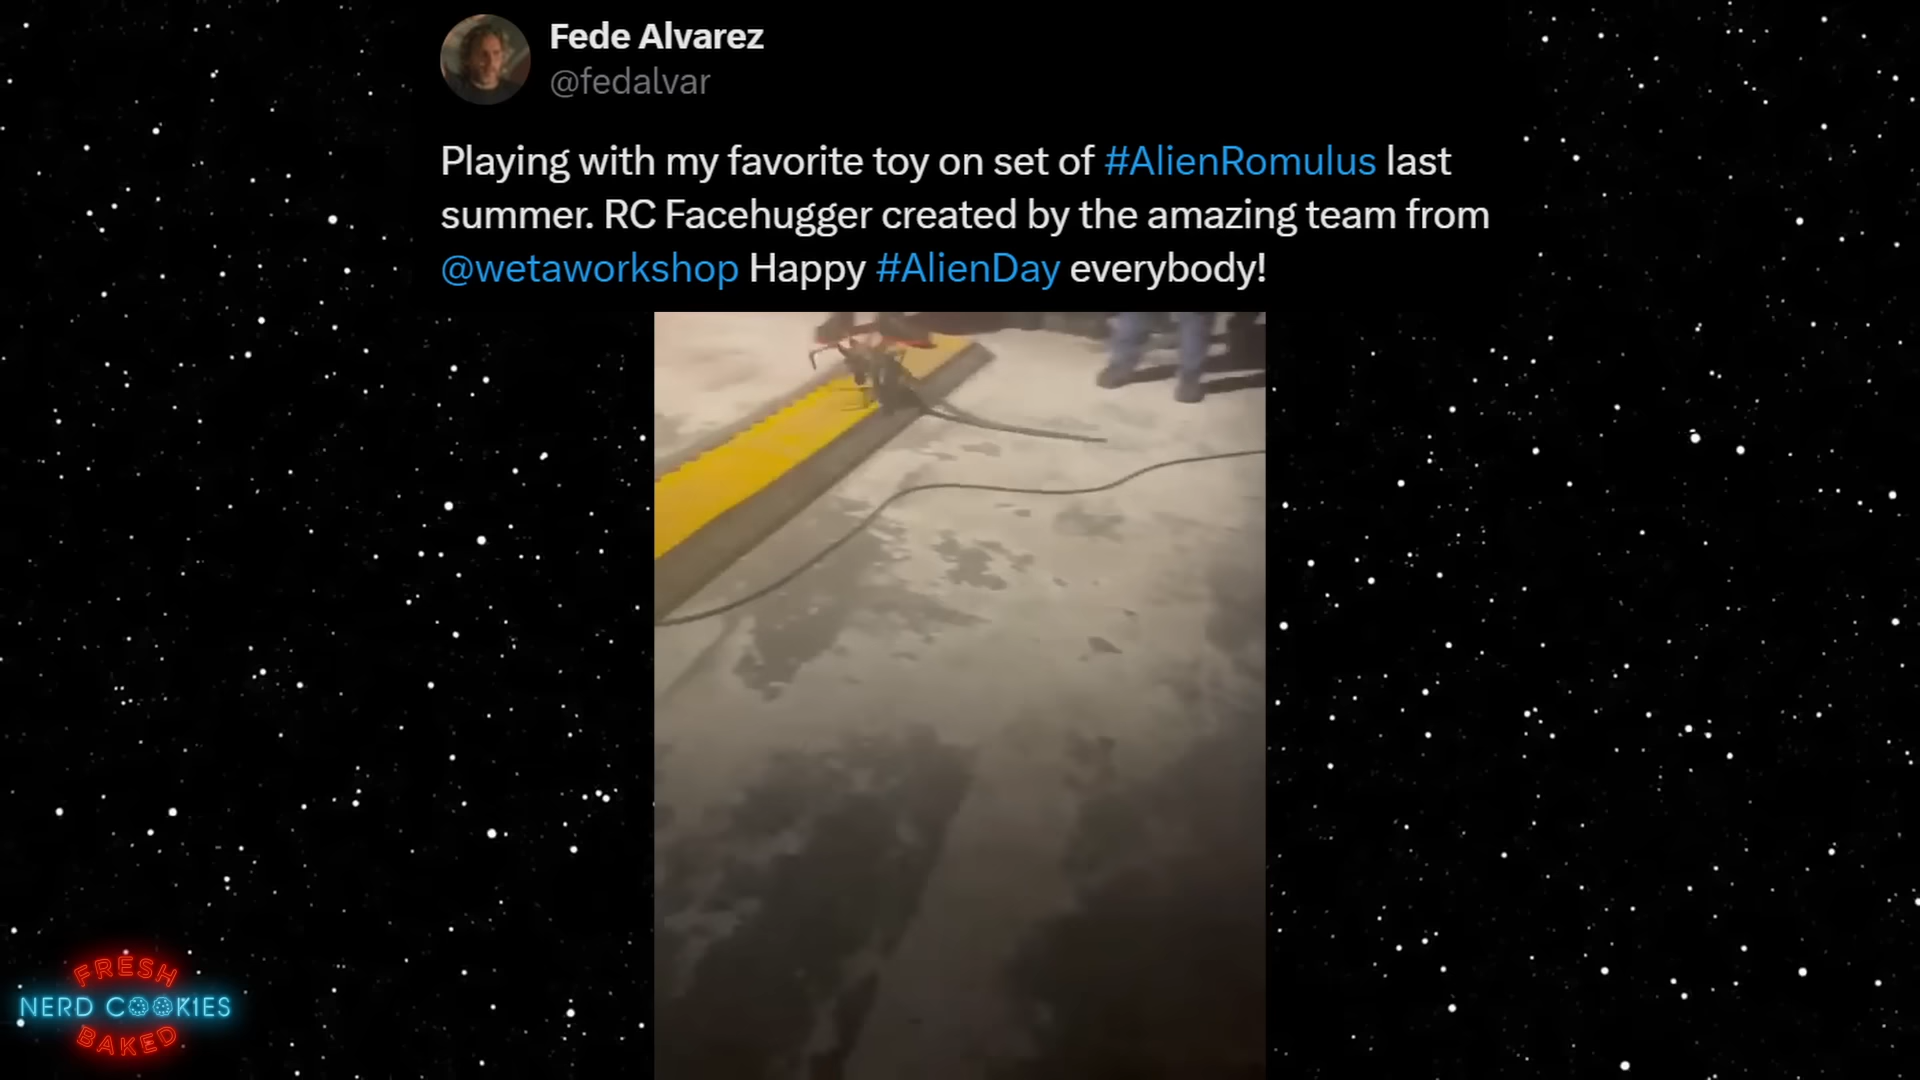 Fede Alvarez
@fedalvar
Playing with my favorite toy on set of #AlienRomulus last
summer. RC Facehugger created by the amazing team from
@wetaworkshop Happy #AlienDay everybody!
FRESH
NERD COOKIES
BAKED